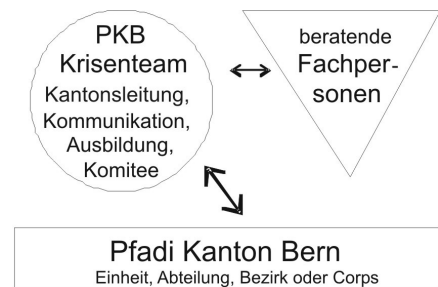 PKB
Krisenteam
Kantonsleitung,
Kommunikation,
Ausbildung,
Komitee
beratende
Fachper-
sonen
Pfadi Kanton Bern
Einheit, Abteilung, Bezirk oder Corps